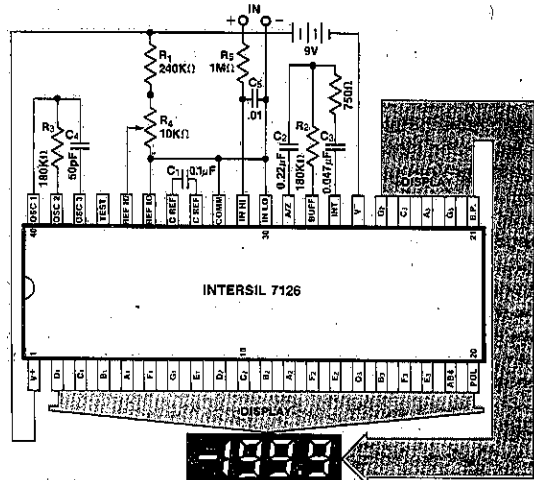 IN
+ −
9V
R1
240KΩ
R5
1MΩ
C5
.01
R4
10KΩ
R3
180KΩ
C4
50pF
C1
0.1µF
C2
0.22µF
R2
180KΩ
C3
0.047µF
750Ω
DISPLAY
OSC 1
OSC 2
OSC 3
TEST
REF HI
C REF
C REF
COMM
IN HI
IN LO
A/Z
BUFF
INT
V−
G2
C3
A3
G3
B.P.
40
30
21
INTERSIL 7126
1
10
20
V+
D1
C1
B1
A1
F1
G1
E1
D2
C2
B2
A2
F2
E2
D3
B3
F3
E3
AB4
POL
DISPLAY
-1999